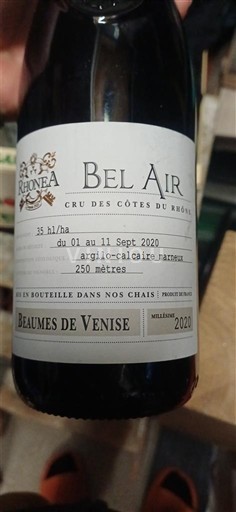 RHONEA
BEL AIR
CRU DES CÔTES DU RHÔNE
35 hl/ha
du 01 au 11 Sept 2020
argilo-calcaire marneux
250 mètres
MIS EN BOUTEILLE DANS NOS CHAIS
PRODUIT DE FRANCE
BEAUMES DE VENISE
MILLÉSIME 2020